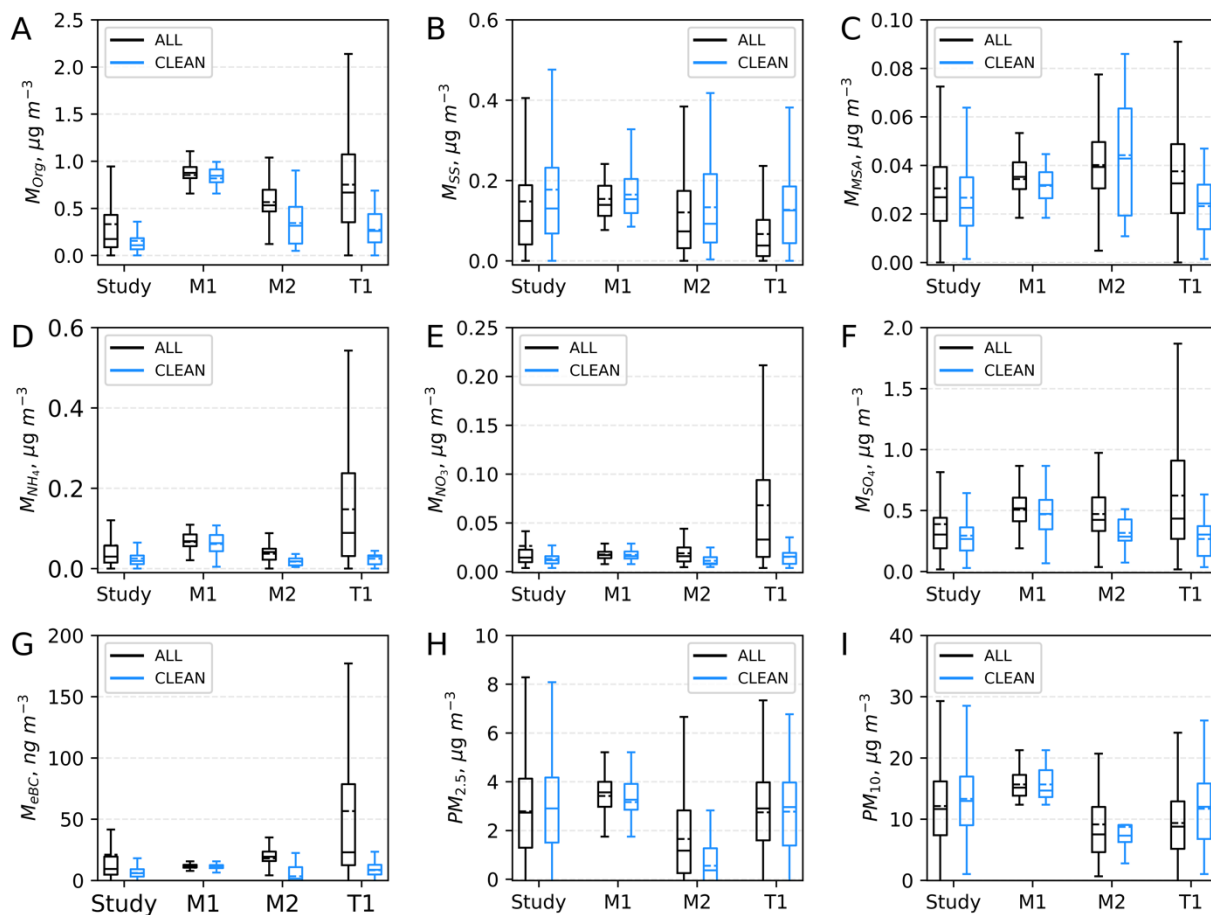 A
M_Org, µg m⁻³
2.5
2.0
1.5
1.0
0.5
0.0
ALL
CLEAN
Study M1 M2 T1
B
M_SS, µg m⁻³
0.6
0.4
0.2
0.0
ALL
CLEAN
Study M1 M2 T1
C
M_MSA, µg m⁻³
0.10
0.08
0.06
0.04
0.02
0.00
ALL
CLEAN
Study M1 M2 T1
D
M_NH₄, µg m⁻³
0.6
0.4
0.2
0.0
ALL
CLEAN
Study M1 M2 T1
E
M_NO₃, µg m⁻³
0.25
0.20
0.15
0.10
0.05
0.00
ALL
CLEAN
Study M1 M2 T1
F
M_SO₄, µg m⁻³
2.0
1.5
1.0
0.5
0.0
ALL
CLEAN
Study M1 M2 T1
G
M_eBC, ng m⁻³
200
150
100
50
0
ALL
CLEAN
Study M1 M2 T1
H
PM₂.₅, µg m⁻³
10
8
6
4
2
0
ALL
CLEAN
Study M1 M2 T1
I
PM₁₀, µg m⁻³
40
30
20
10
0
ALL
CLEAN
Study M1 M2 T1